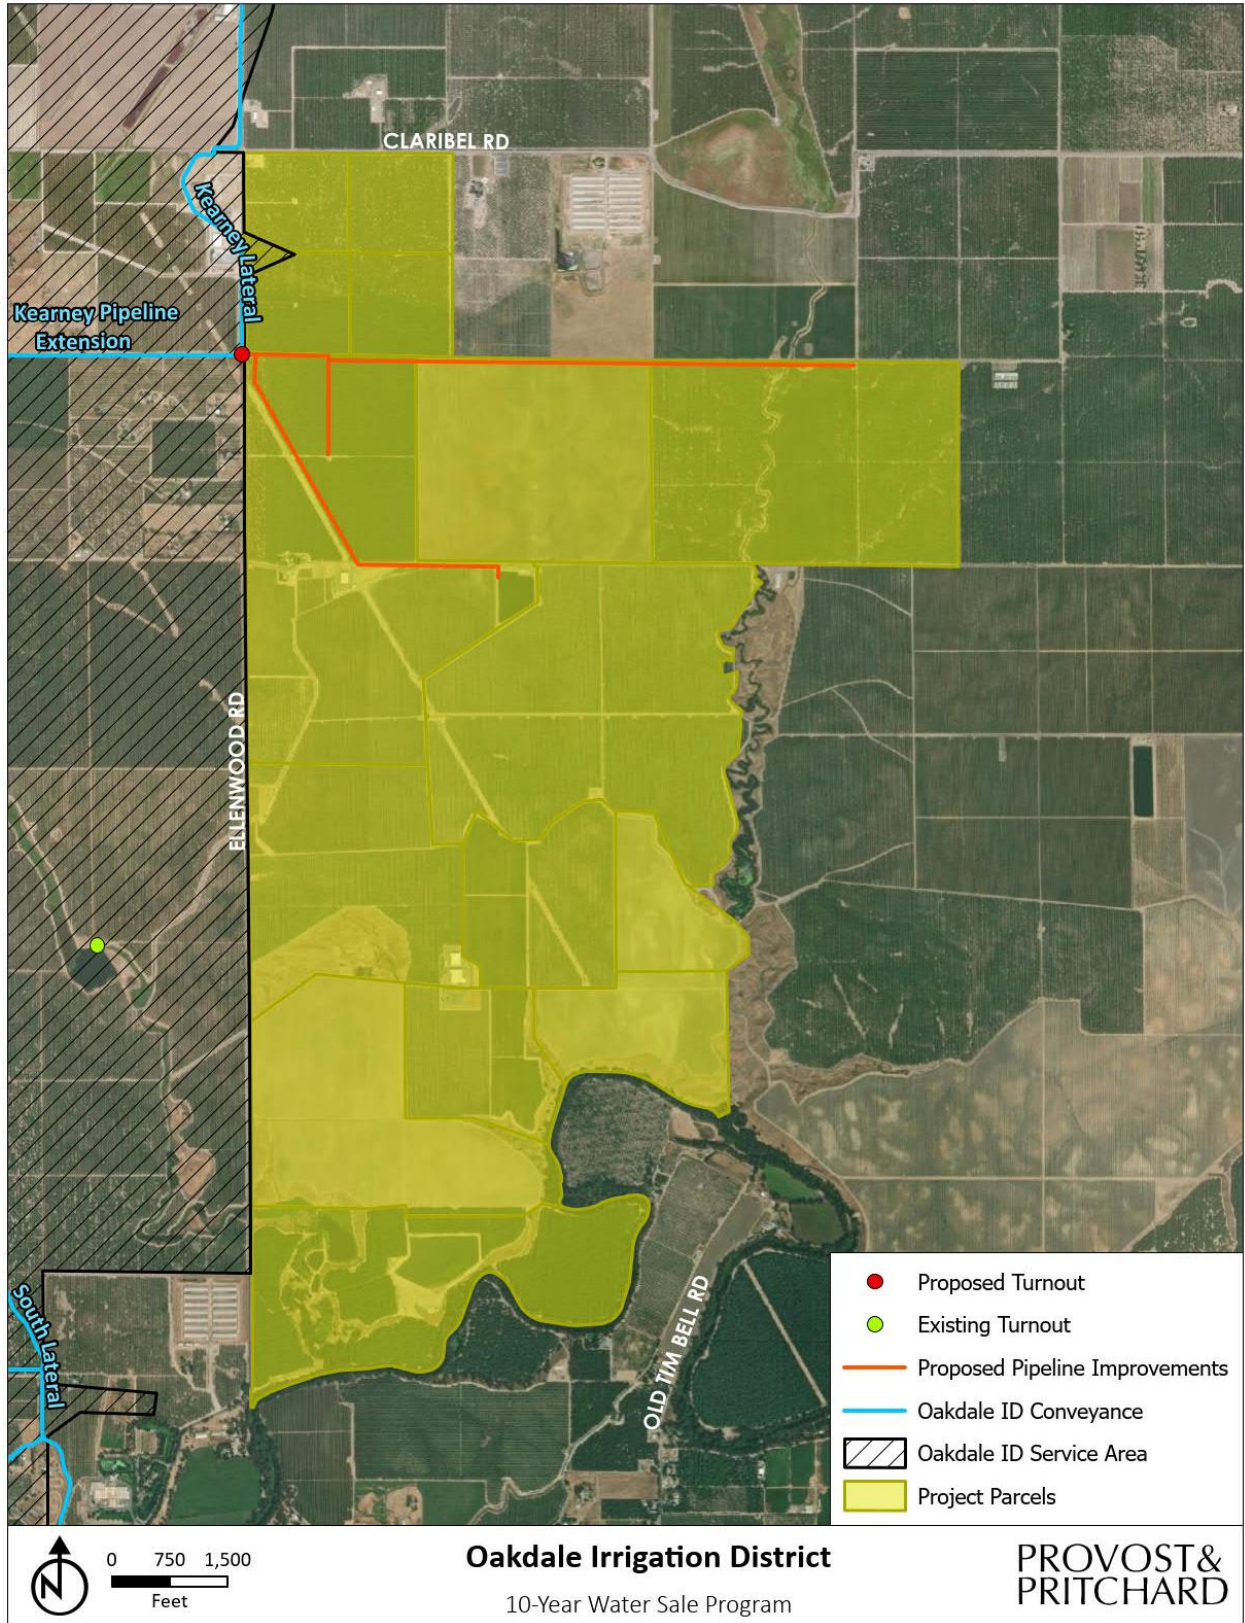 CLARIBEL RD
Kearney Lateral
Kearney Pipeline
Extension
ELLENWOOD RD
South Lateral
OLD TIM BELL RD
Proposed Turnout
Existing Turnout
Proposed Pipeline Improvements
Oakdale ID Conveyance
Oakdale ID Service Area
Project Parcels
N
0 750 1,500
Feet
Oakdale Irrigation District
10-Year Water Sale Program
PROVOST&
PRITCHARD